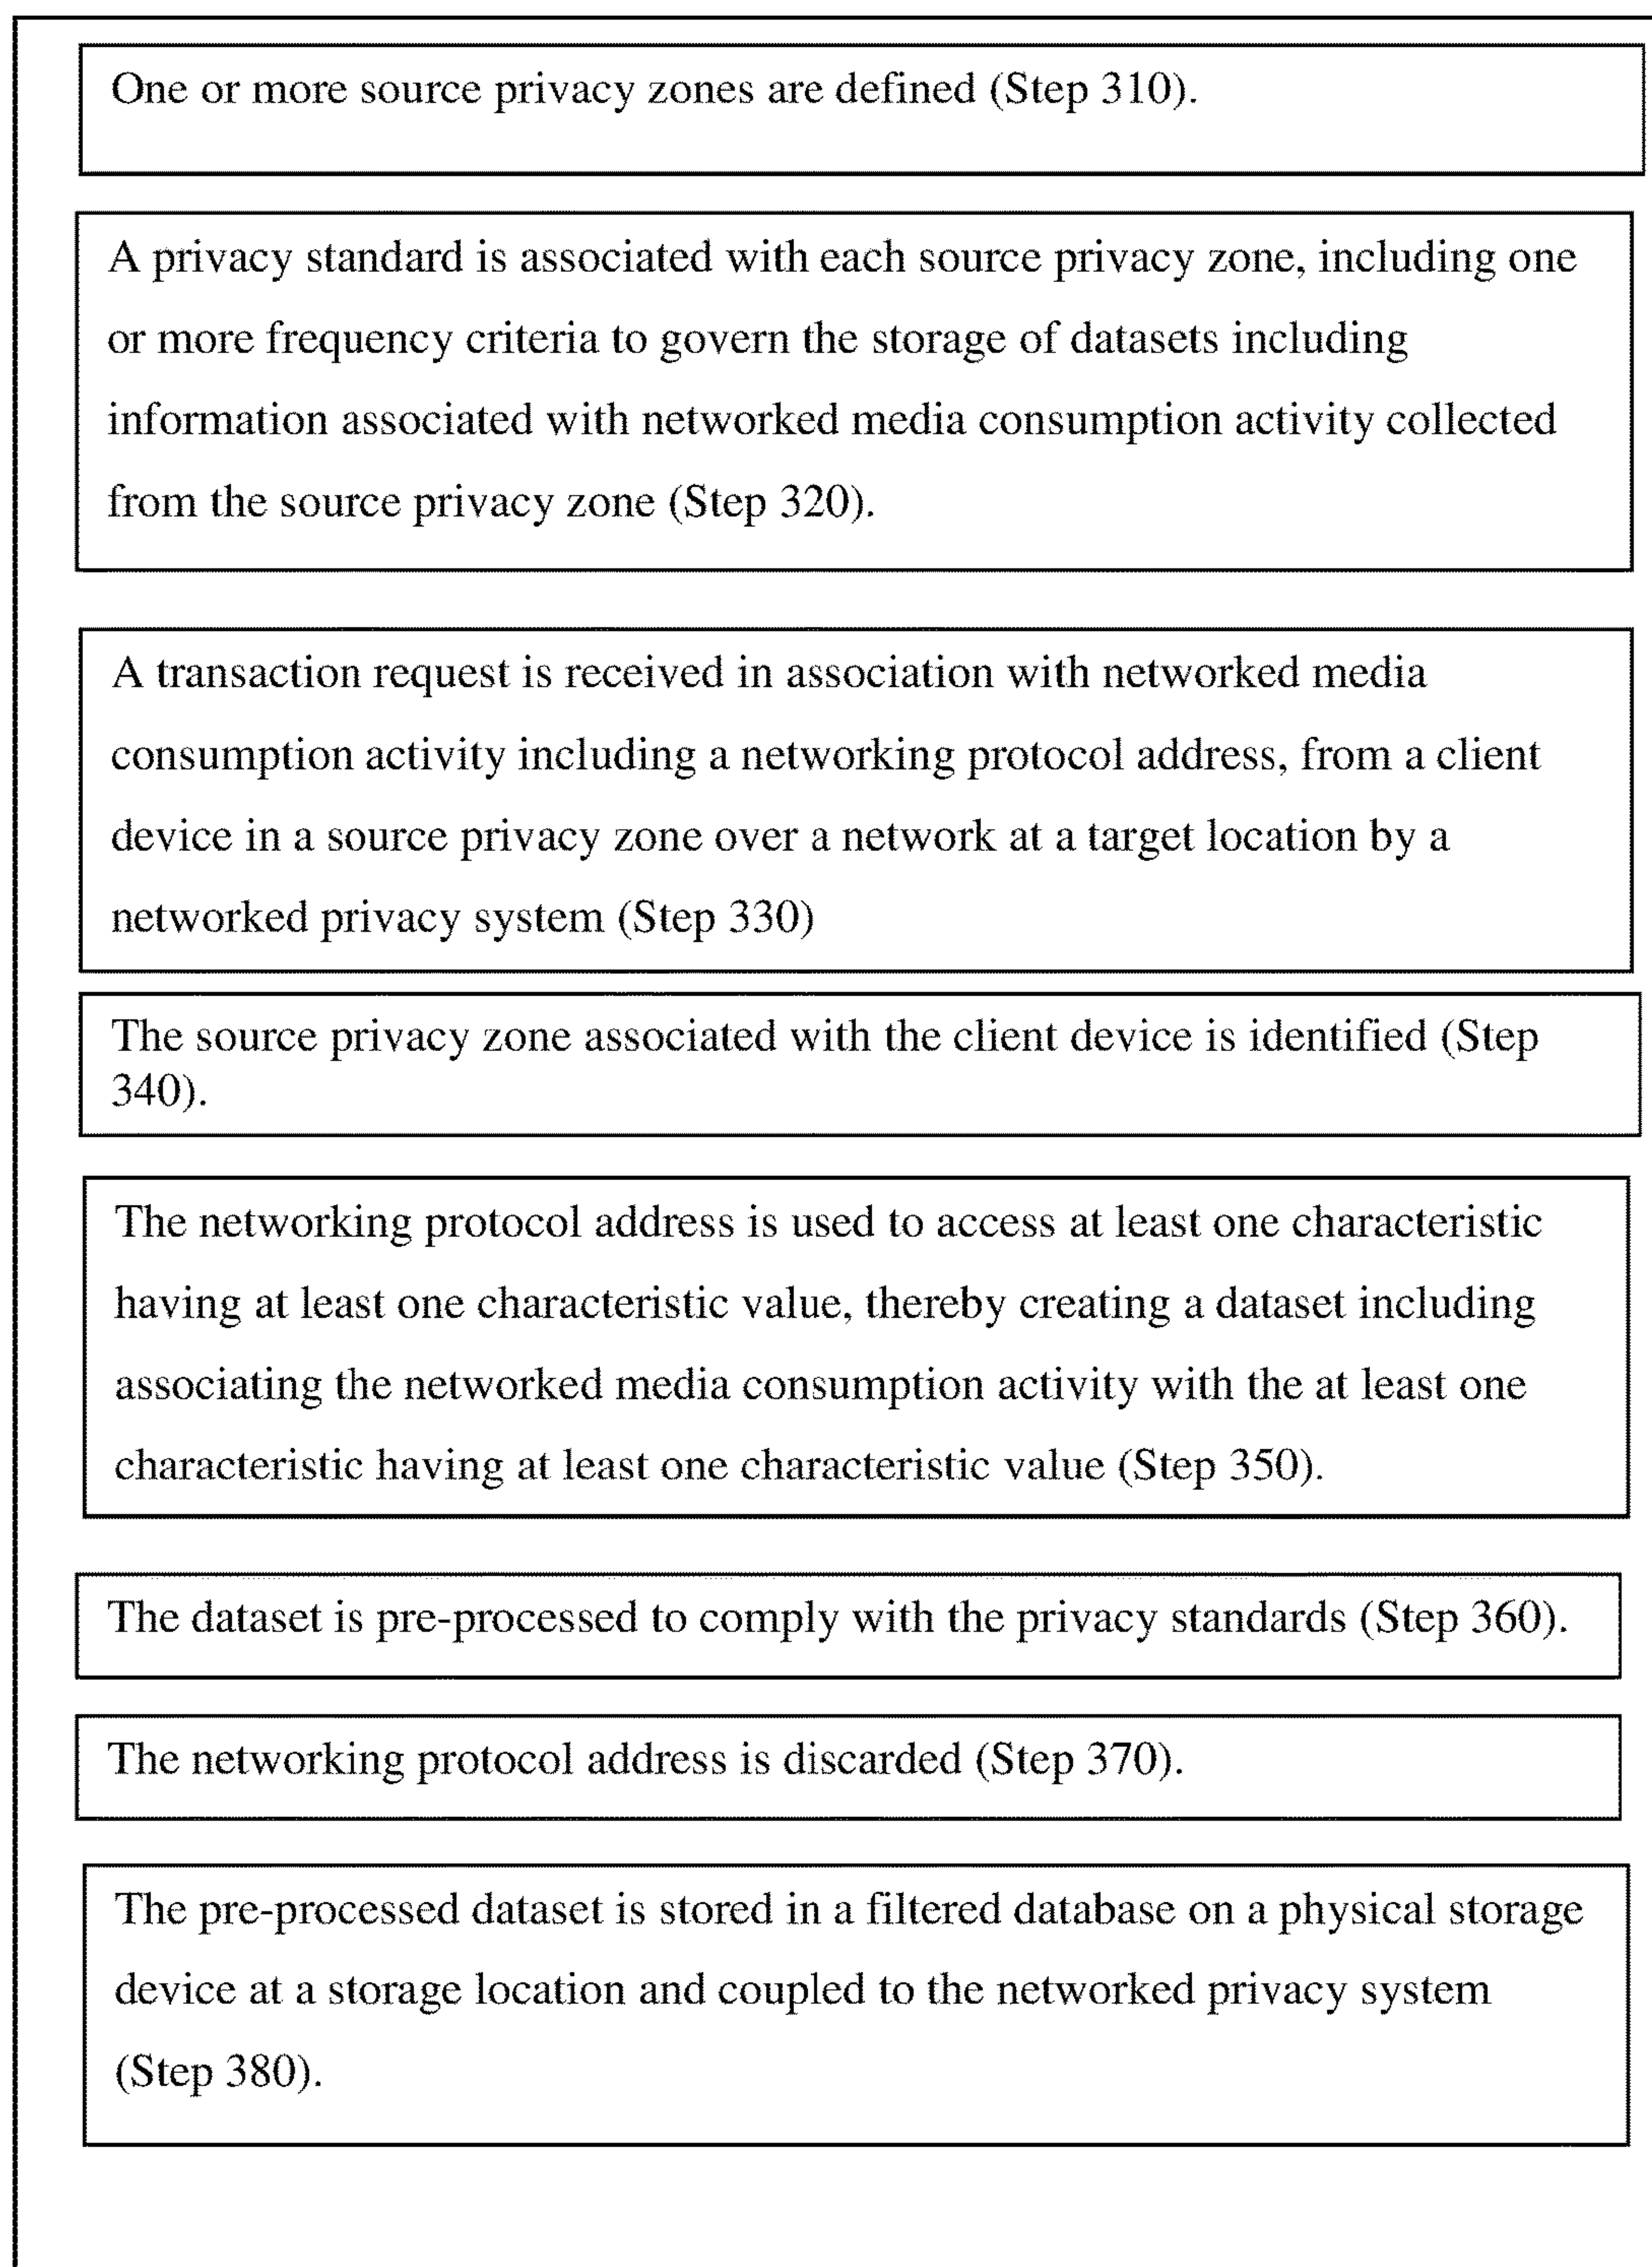 One or more source privacy zones are defined (Step 310).
A privacy standard is associated with each source privacy zone, including one
or more frequency criteria to govern the storage of datasets including
information associated with networked media consumption activity collected
from the source privacy zone (Step 320).
A transaction request is received in association with networked media
consumption activity including a networking protocol address, from a client
device in a source privacy zone over a network at a target location by a
networked privacy system (Step 330)
The source privacy zone associated with the client device is identified (Step
340).
The networking protocol address is used to access at least one characteristic
having at least one characteristic value, thereby creating a dataset including
associating the networked media consumption activity with the at least one
characteristic having at least one characteristic value (Step 350).
The dataset is pre-processed to comply with the privacy standards (Step 360).
The networking protocol address is discarded (Step 370).
The pre-processed dataset is stored in a filtered database on a physical storage
device at a storage location and coupled to the networked privacy system
(Step 380).